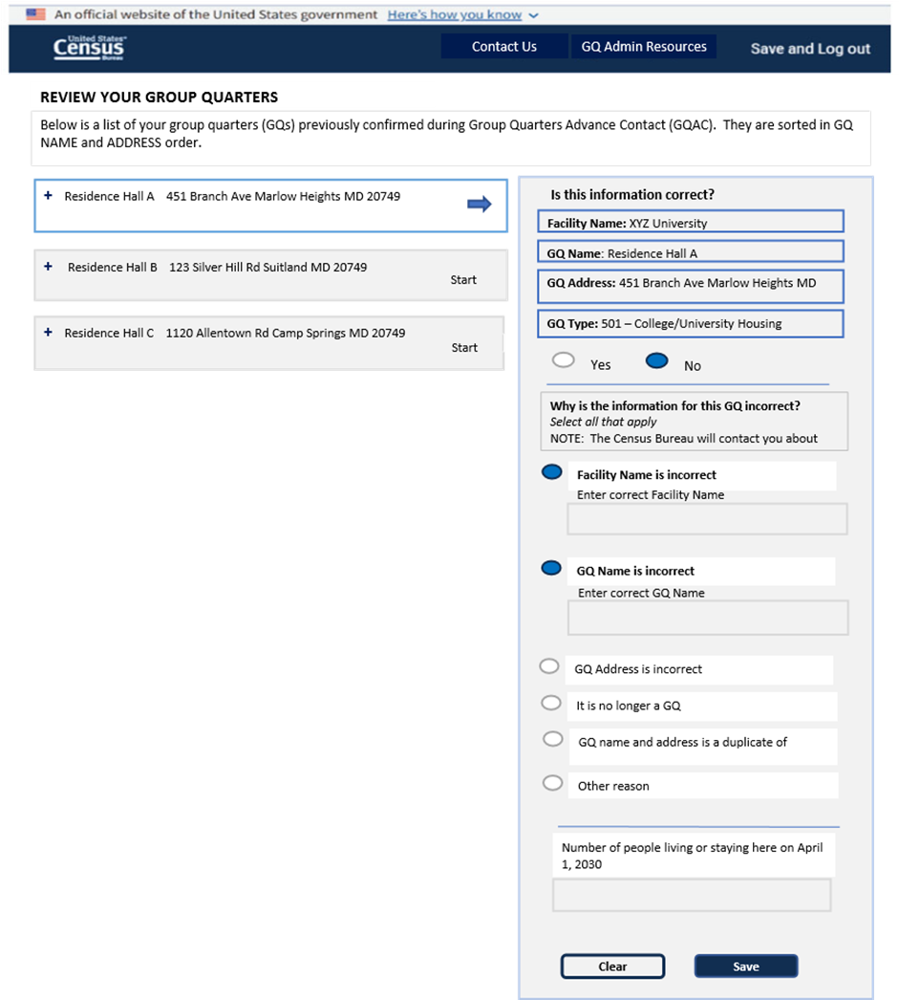 An official website of the United States government Here's how you know
United States®
Census
Bureau
Contact Us
GQ Admin Resources
Save and Log out
REVIEW YOUR GROUP QUARTERS
Below is a list of your group quarters (GQs) previously confirmed during Group Quarters Advance Contact (GQAC). They are sorted in GQ
NAME and ADDRESS order.
+ Residence Hall A 451 Branch Ave Marlow Heights MD 20749
+ Residence Hall B 123 Silver Hill Rd Suitland MD 20749
Start
+ Residence Hall C 1120 Allentown Rd Camp Springs MD 20749
Start
Is this information correct?
Facility Name: XYZ University
GQ Name: Residence Hall A
GQ Address: 451 Branch Ave Marlow Heights MD
GQ Type: 501 – College/University Housing
Yes No
Why is the information for this GQ incorrect?
Select all that apply
NOTE: The Census Bureau will contact you about
Facility Name is incorrect
Enter correct Facility Name
GQ Name is incorrect
Enter correct GQ Name
GQ Address is incorrect
It is no longer a GQ
GQ name and address is a duplicate of
Other reason
Number of people living or staying here on April
1, 2030
Clear
Save